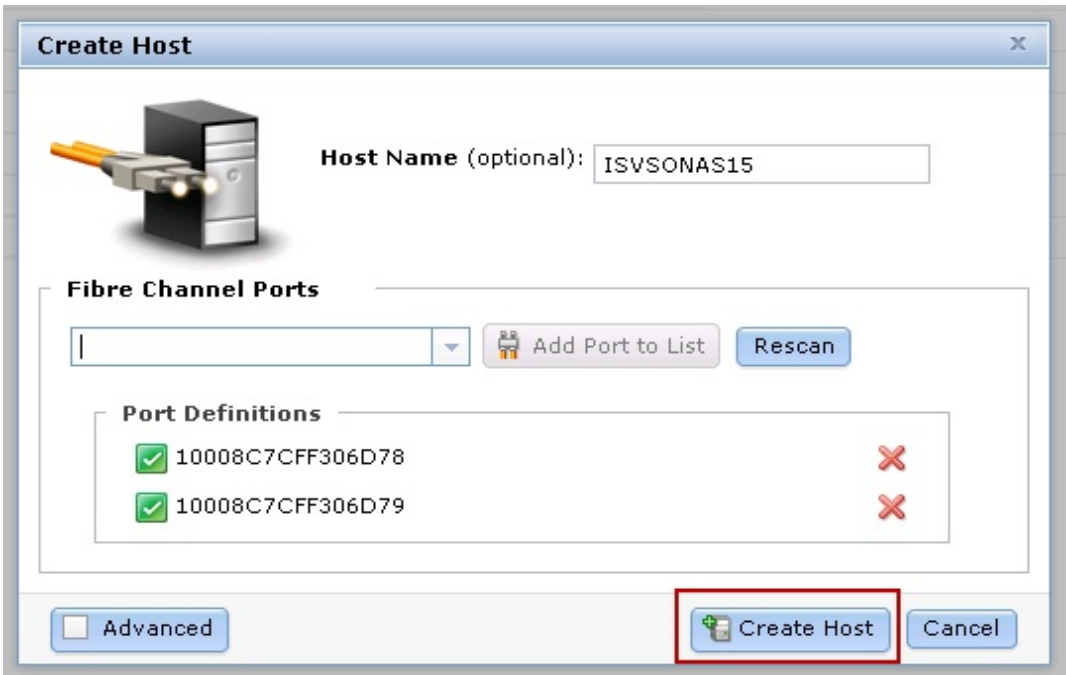 Create Host
x
Host Name (optional): ISVSONAS15
Fibre Channel Ports
Add Port to List Rescan
Port Definitions
10008C7CFF306D78
10008C7CFF306D79
Advanced Create Host Cancel